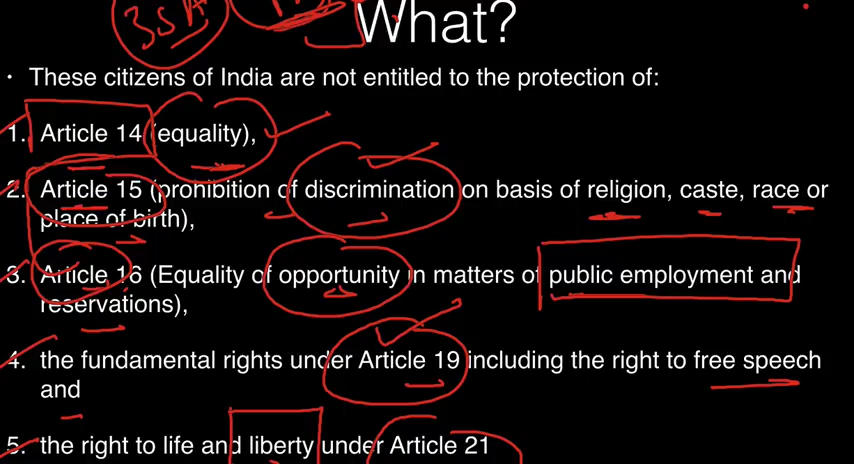 35A
What?
• These citizens of India are not entitled to the protection of:
1. Article 14 (equality),
2. Article 15 (prohibition of discrimination on basis of religion, caste, race or
place of birth),
3. Article 16 (Equality of opportunity in matters of public employment and
reservations),
4. the fundamental rights under Article 19 including the right to free speech
and
5. the right to life and liberty under Article 21